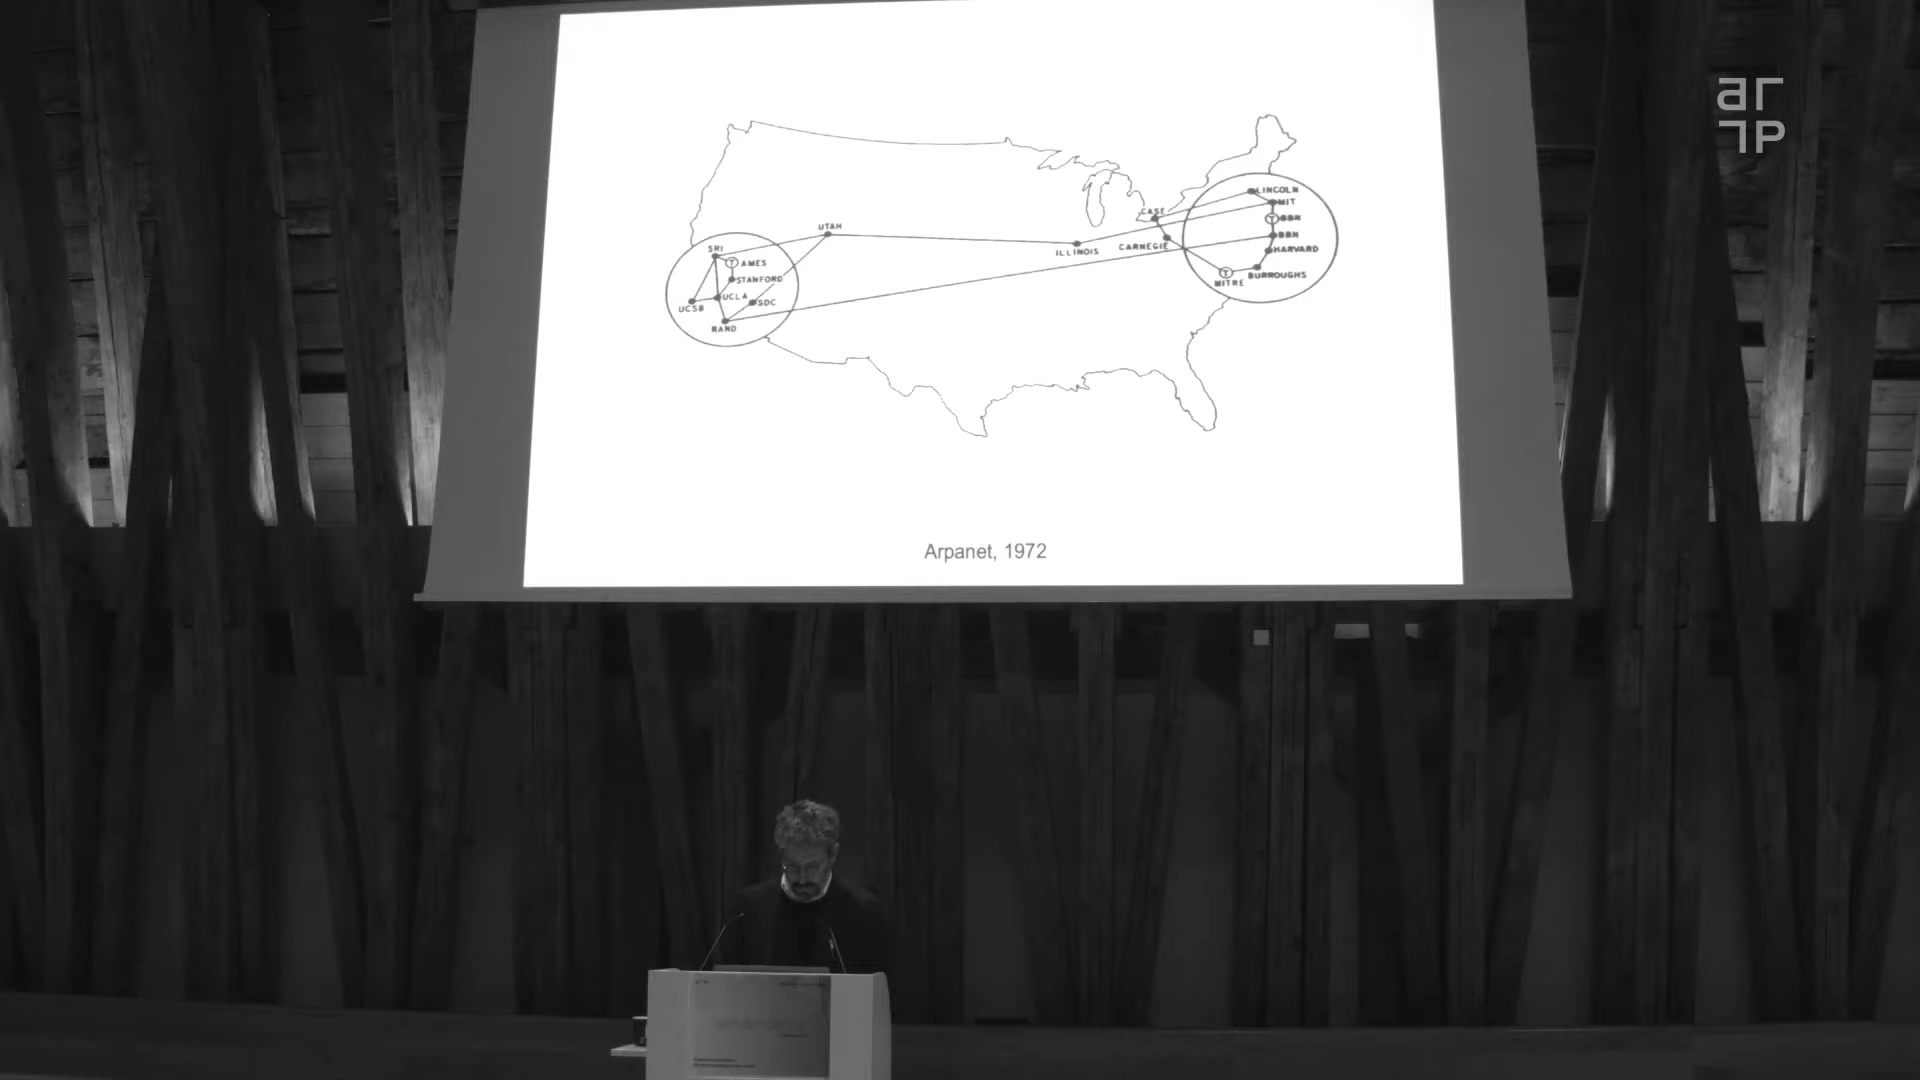 ar
LINCOLN
MIT
CASE
T BBN
UTAH
BBN
SRI
CARNEGIE
HARVARD
ILLINOIS
T AMES
BURROUGHS
STANFORD
T
MITRE
UCLA
SDC
UCSB
RAND
Arpanet, 1972